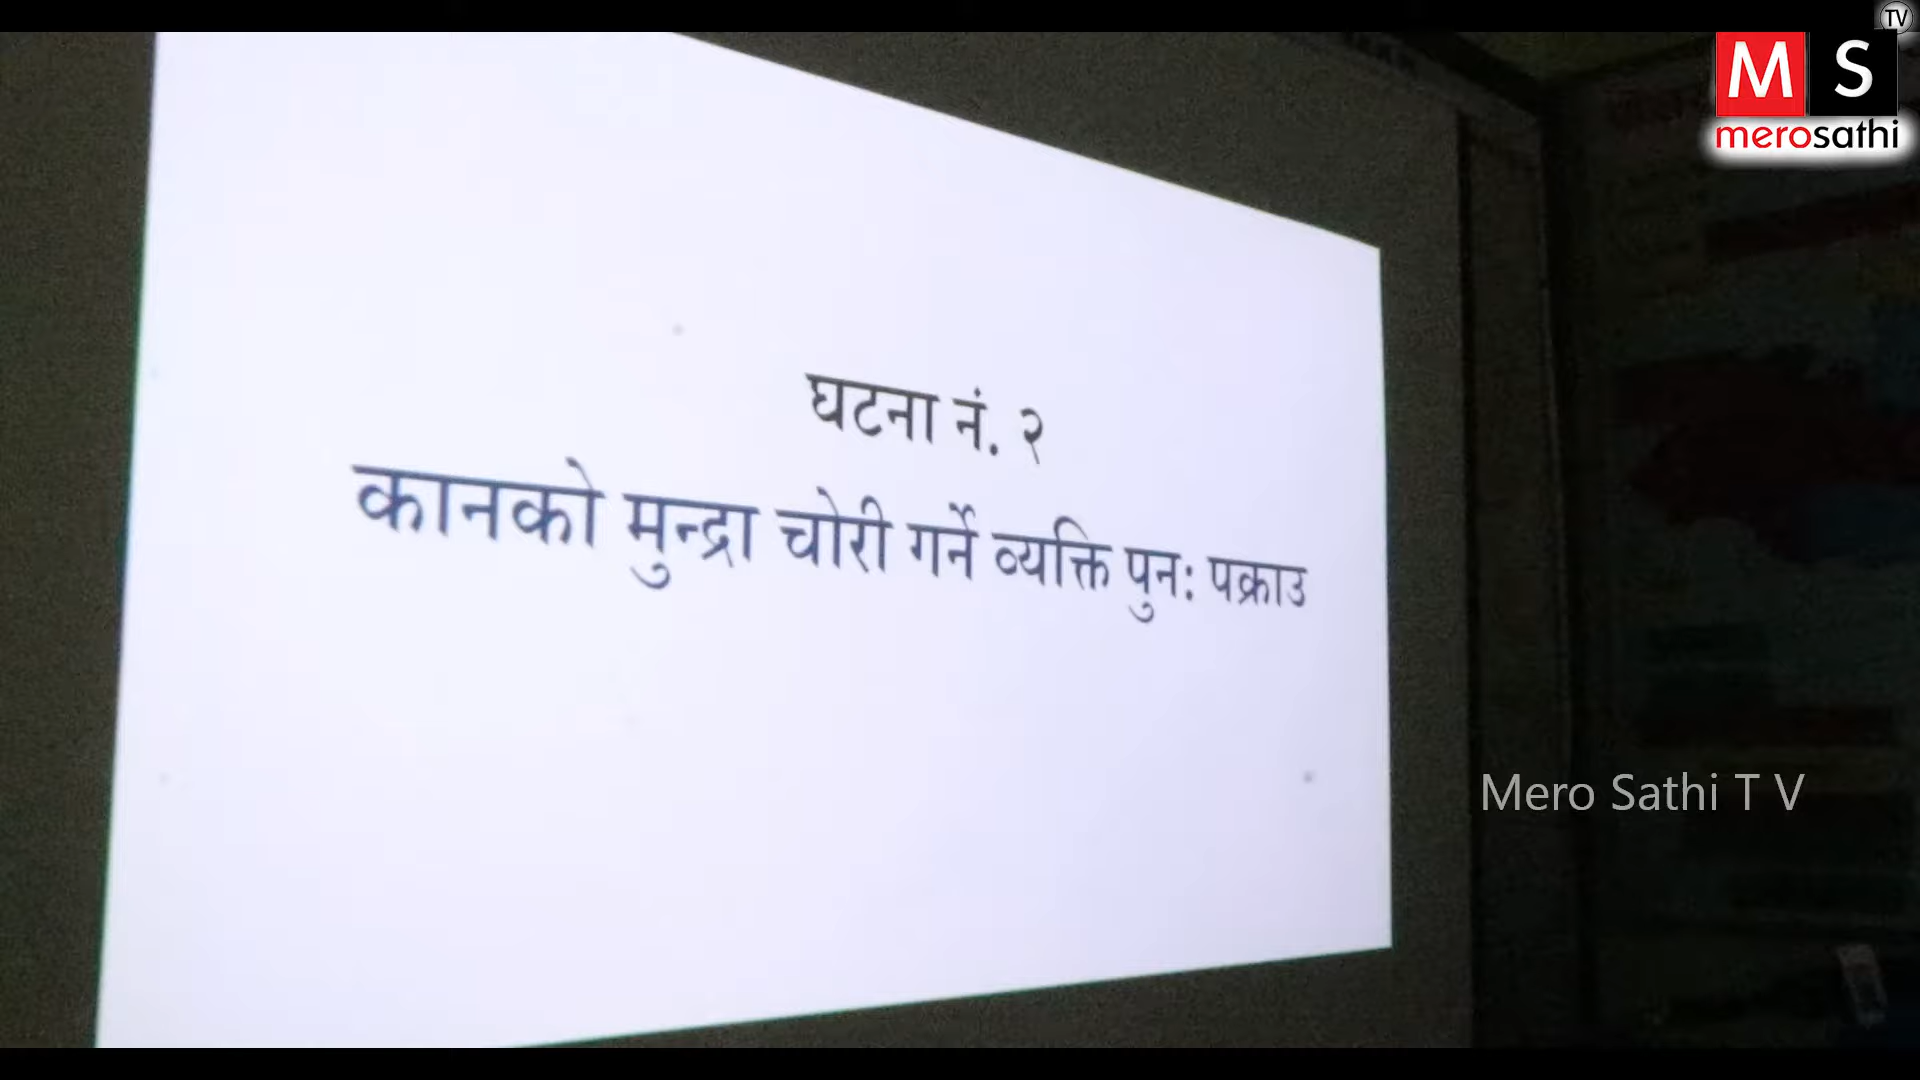 TV
M S
merosathi
घटना नं. २
कानको मुन्द्रा चोरी गर्ने व्यक्ति पुनः पक्राउ
Mero Sathi T V